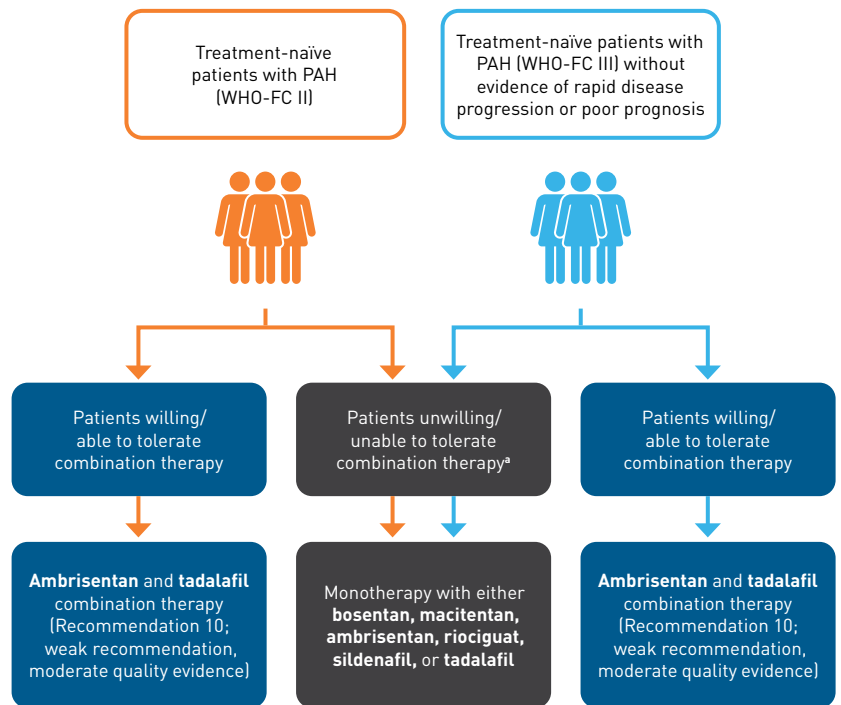 Treatment-naïve
patients with PAH
(WHO-FC II)
Treatment-naïve patients with
PAH (WHO-FC III) without
evidence of rapid disease
progression or poor prognosis
Patients willing/
able to tolerate
combination therapy
Patients unwilling/
unable to tolerate
combination therapyᵃ
Patients willing/
able to tolerate
combination therapy
Ambrisentan and tadalafil
combination therapy
(Recommendation 10;
weak recommendation,
moderate quality evidence)
Monotherapy with either
bosentan, macitentan,
ambrisentan, riociguat,
sildenafil, or tadalafil
Ambrisentan and tadalafil
combination therapy
(Recommendation 10;
weak recommendation,
moderate quality evidence)